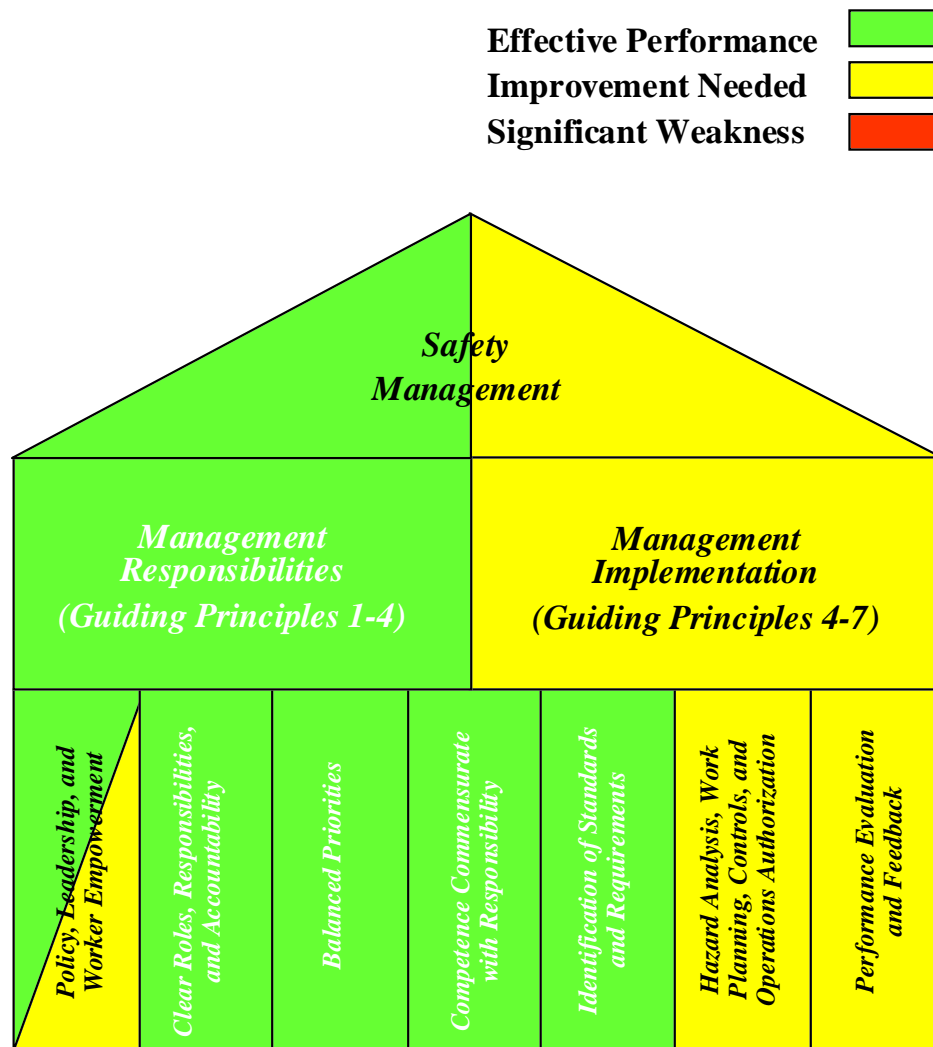 Effective Performance
Improvement Needed
Significant Weakness
Safety
Management
Management
Responsibilities
(Guiding Principles 1-4)
Management
Implementation
(Guiding Principles 4-7)
Policy, Leadership, and
Worker Empowerment
Clear Roles, Responsibilities,
and Accountability
Balanced Priorities
Competence Commensurate
with Responsibility
Identification of Standards
and Requirements
Hazard Analysis, Work
Planning, Controls, and
Operations Authorization
Performance Evaluation
and Feedback